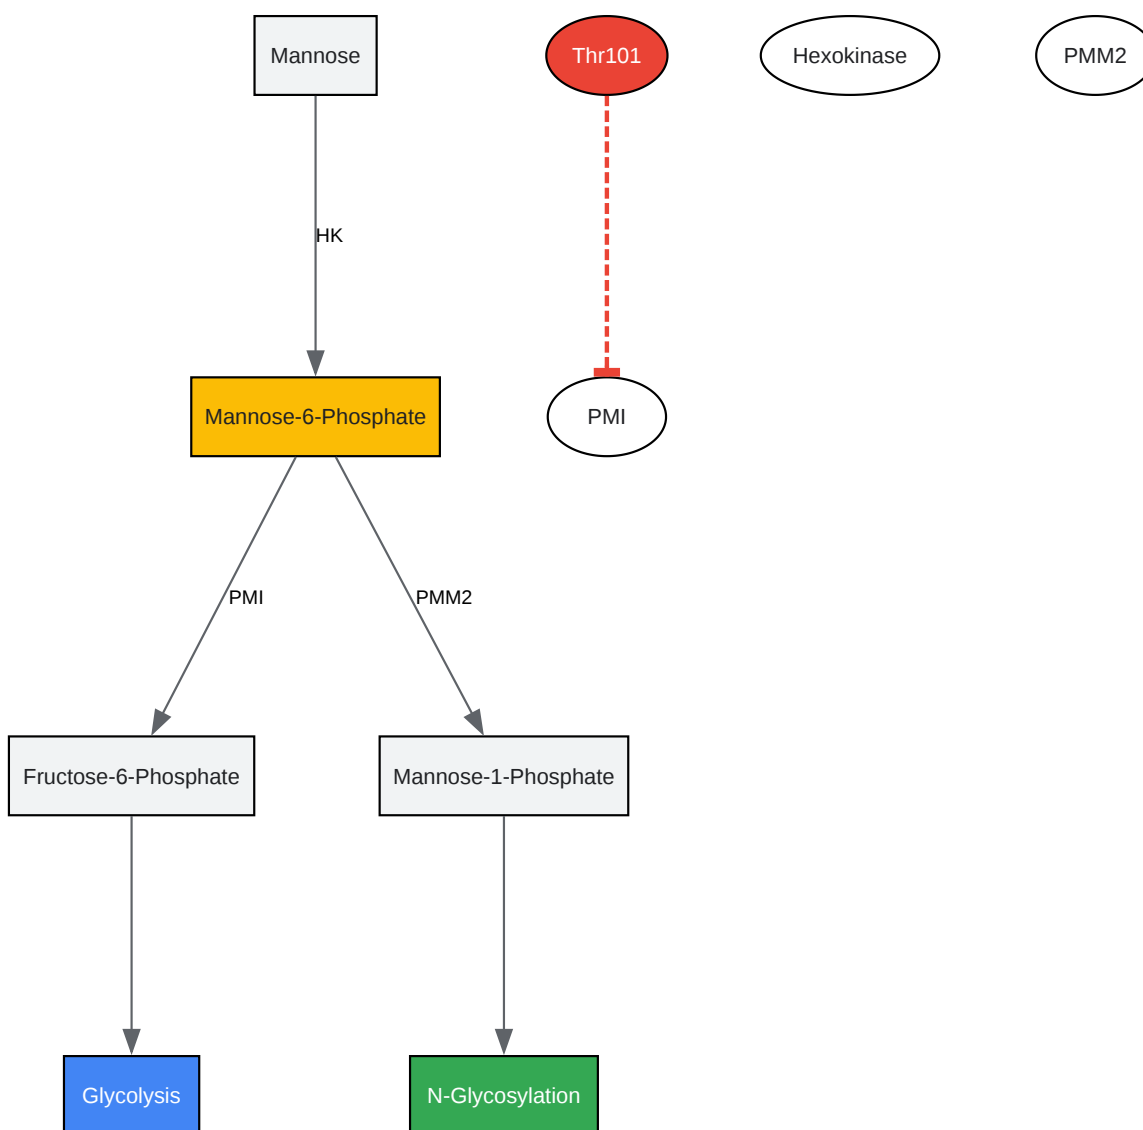 Mannose
Thr101
Hexokinase
PMM2
HK
Mannose-6-Phosphate
PMI
PMI
PMM2
Fructose-6-Phosphate
Mannose-1-Phosphate
Glycolysis
N-Glycosylation